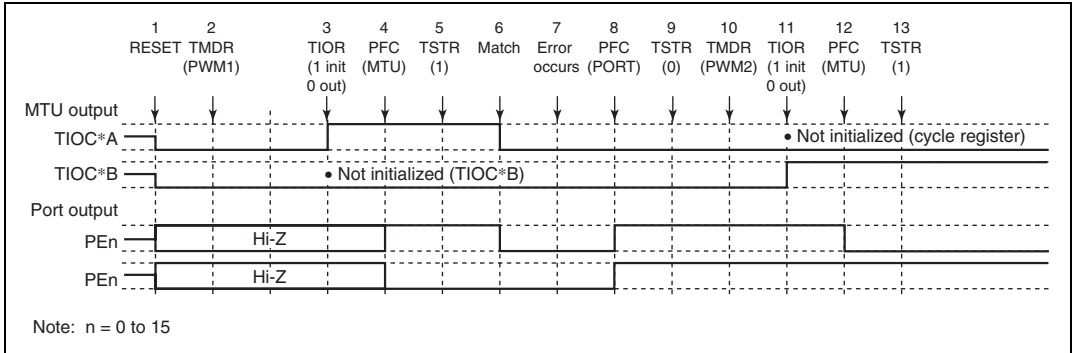 1 2 3 4 5 6 7 8 9 10 11 12 13
RESET TMDR TIOR PFC TSTR Match Error PFC TSTR TMDR TIOR PFC TSTR
(PWM1) (1 init (MTU) (1) occurs (PORT) (0) (PWM2) (1 init (MTU) (1)
0 out) 0 out)
MTU output
TIOC*A
• Not initialized (cycle register)
TIOC*B
• Not initialized (TIOC*B)
Port output
PEn
Hi-Z
PEn
Hi-Z
Note: n = 0 to 15